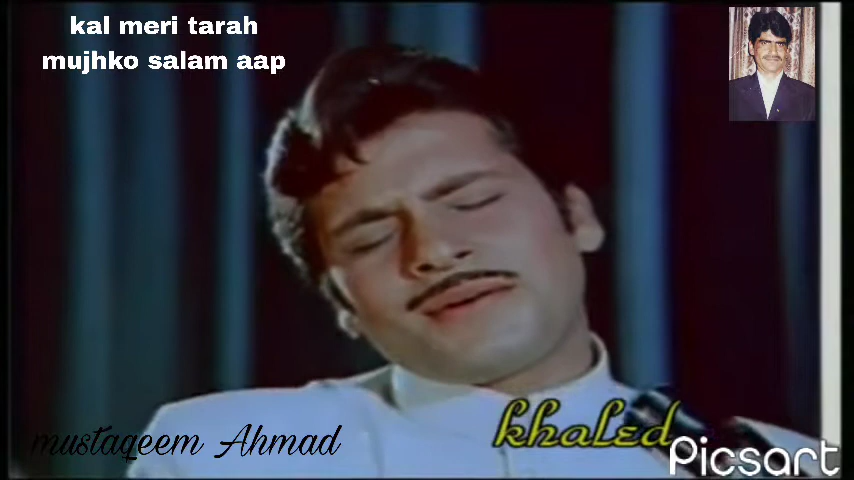 kal meri tarah
mujhko salam aap
mustaqeem Ahmad
khaled
Picsart